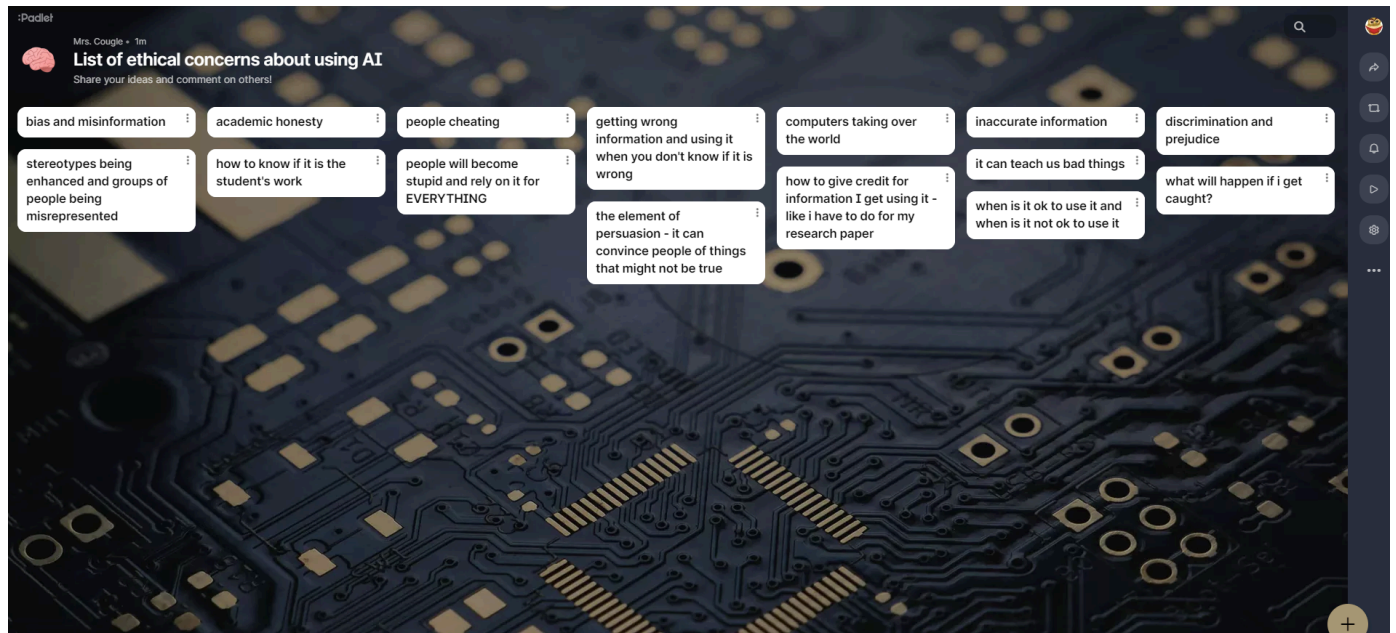 :Padlet
Mrs. Cougle • 1m
List of ethical concerns about using AI
Share your ideas and comment on others!
bias and misinformation
stereotypes being
enhanced and groups of
people being
misrepresented
academic honesty
how to know if it is the
student's work
people cheating
people will become
stupid and rely on it for
EVERYTHING
getting wrong
information and using it
when you don't know if it is
wrong
the element of
persuasion - it can
convince people of things
that might not be true
computers taking over
the world
how to give credit for
information I get using it -
like i have to do for my
research paper
inaccurate information
it can teach us bad things
when is it ok to use it and
when is it not ok to use it
discrimination and
prejudice
what will happen if i get
caught?